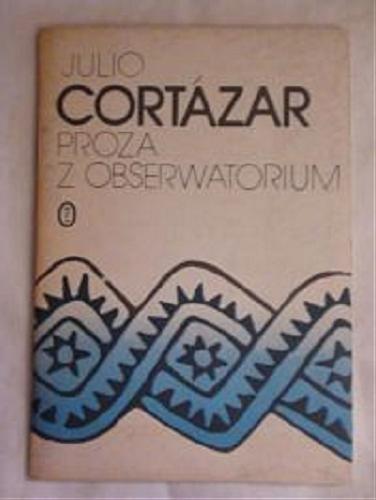 JULIO
CORTÁZAR
PROZA
Z OBSERWATORIUM